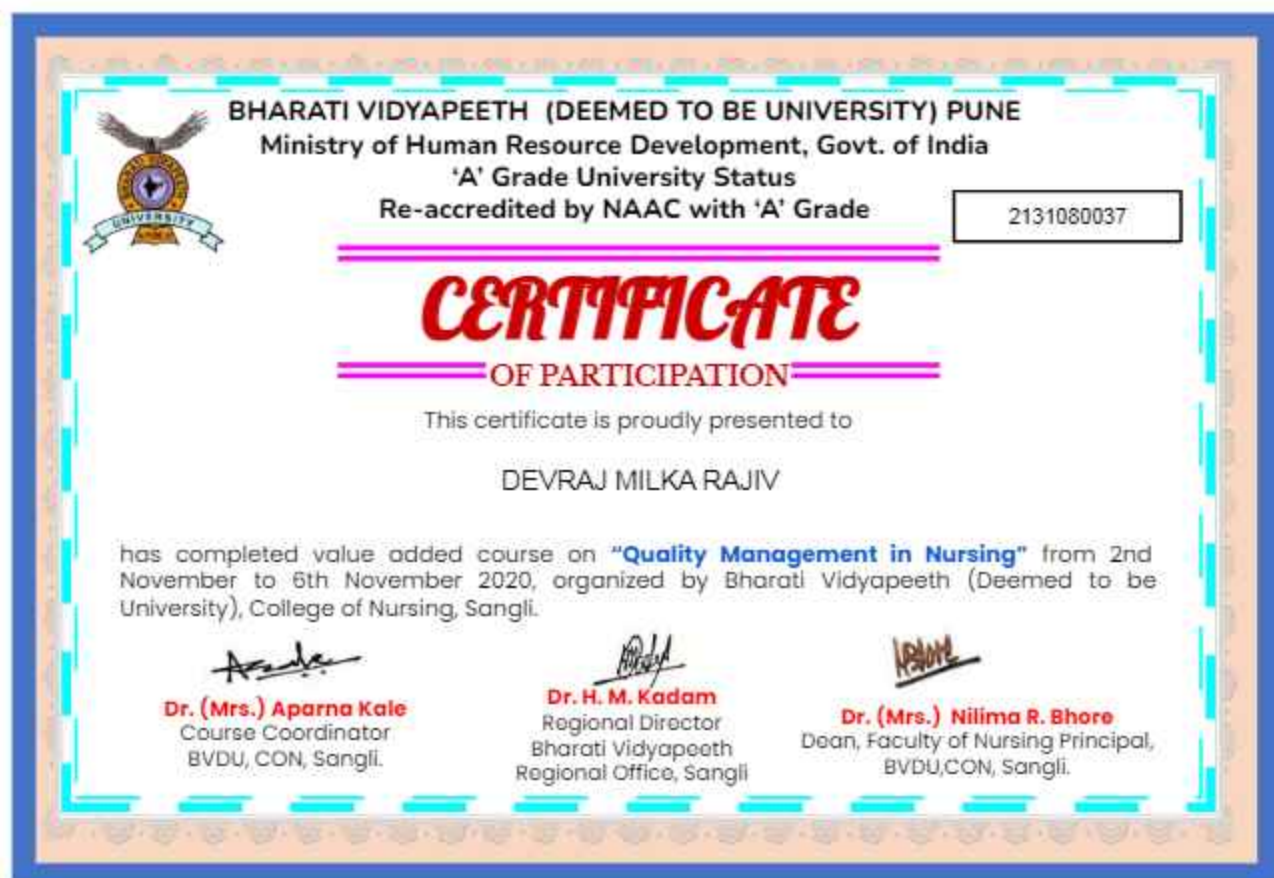 BHARATI VIDYAPEETH (DEEMED TO BE UNIVERSITY) PUNE
Ministry of Human Resource Development, Govt. of India
‘A’ Grade University Status
Re-accredited by NAAC with ‘A’ Grade
2131080037
BHARATI VIDYAPEETH
UNIVERSITY
CERTIFICATE
OF PARTICIPATION
This certificate is proudly presented to
DEVRAJ MILKA RAJIV
has completed value added course on “Quality Management in Nursing” from 2nd
November to 6th November 2020, organized by Bharati Vidyapeeth (Deemed to be
University), College of Nursing, Sangli.
Dr. (Mrs.) Aparna Kale
Course Coordinator
BVDU, CON, Sangli.
Dr. H. M. Kadam
Regional Director
Bharati Vidyapeeth
Regional Office, Sangli
Dr. (Mrs.) Nilima R. Bhore
Dean, Faculty of Nursing Principal,
BVDU,CON, Sangli.